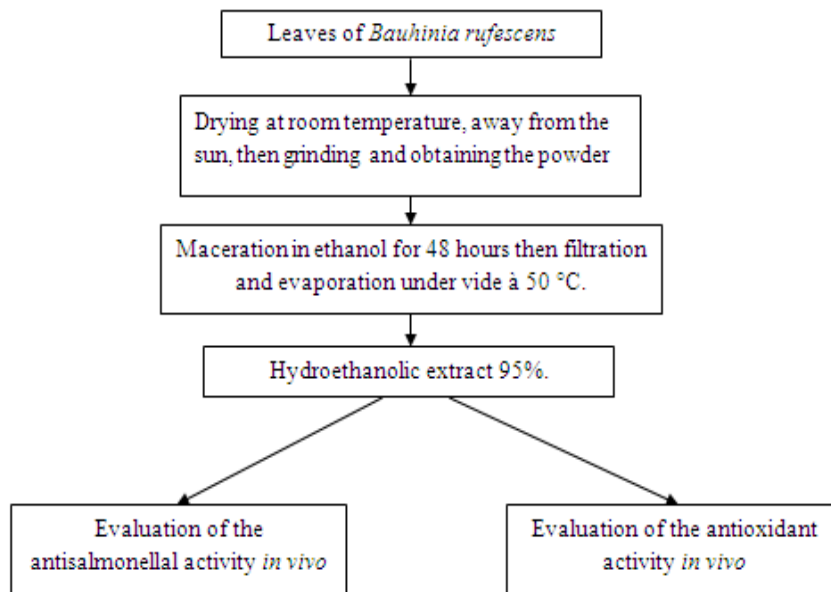 Leaves of Bauhinia rufescens
Drying at room temperature, away from the
sun, then grinding and obtaining the powder
Maceration in ethanol for 48 hours then filtration
and evaporation under vide à 50 °C.
Hydroethanolic extract 95%.
Evaluation of the
antisalmonellal activity in vivo
Evaluation of the antioxidant
activity in vivo